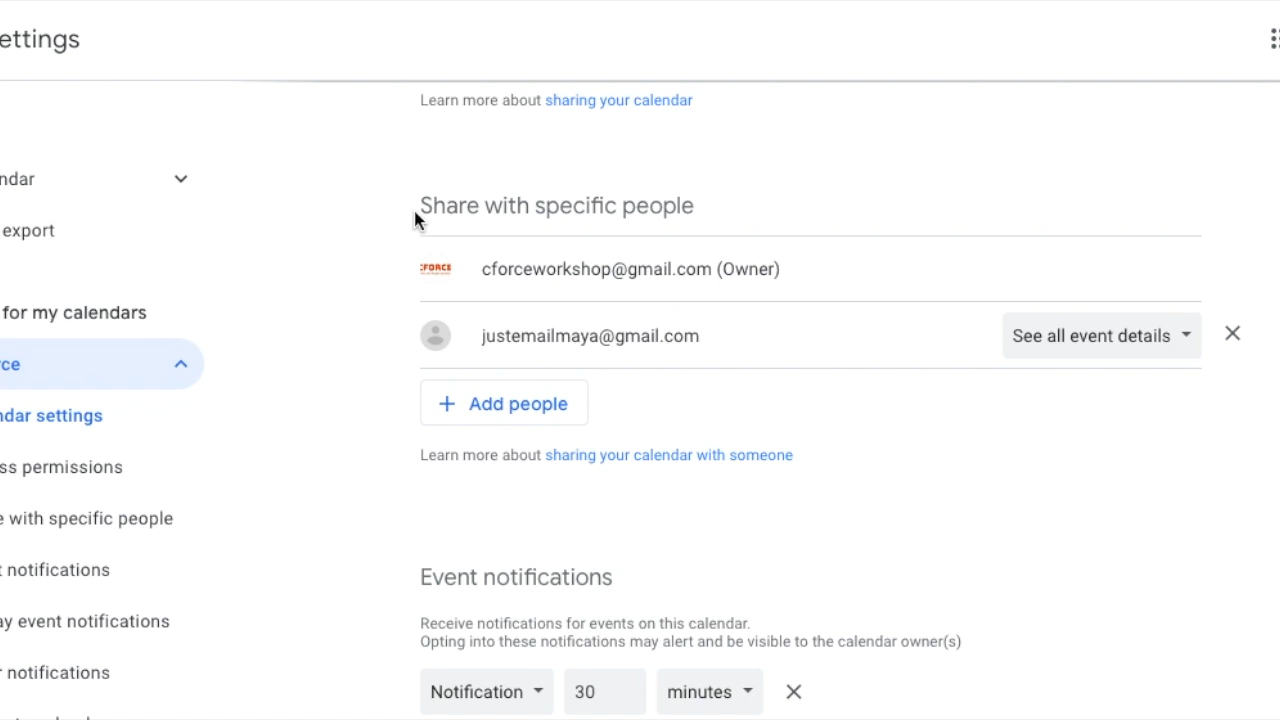 ettings
Learn more about sharing your calendar
ndar
export
Share with specific people
CFORCE
cforceworkshop@gmail.com (Owner)
for my calendars
justemailmaya@gmail.com
See all event details
rce
Add people
ndar settings
Learn more about sharing your calendar with someone
ss permissions
e with specific people
t notifications
Event notifications
ay event notifications
Receive notifications for events on this calendar.
Opting into these notifications may alert and be visible to the calendar owner(s)
r notifications
Notification 30 minutes